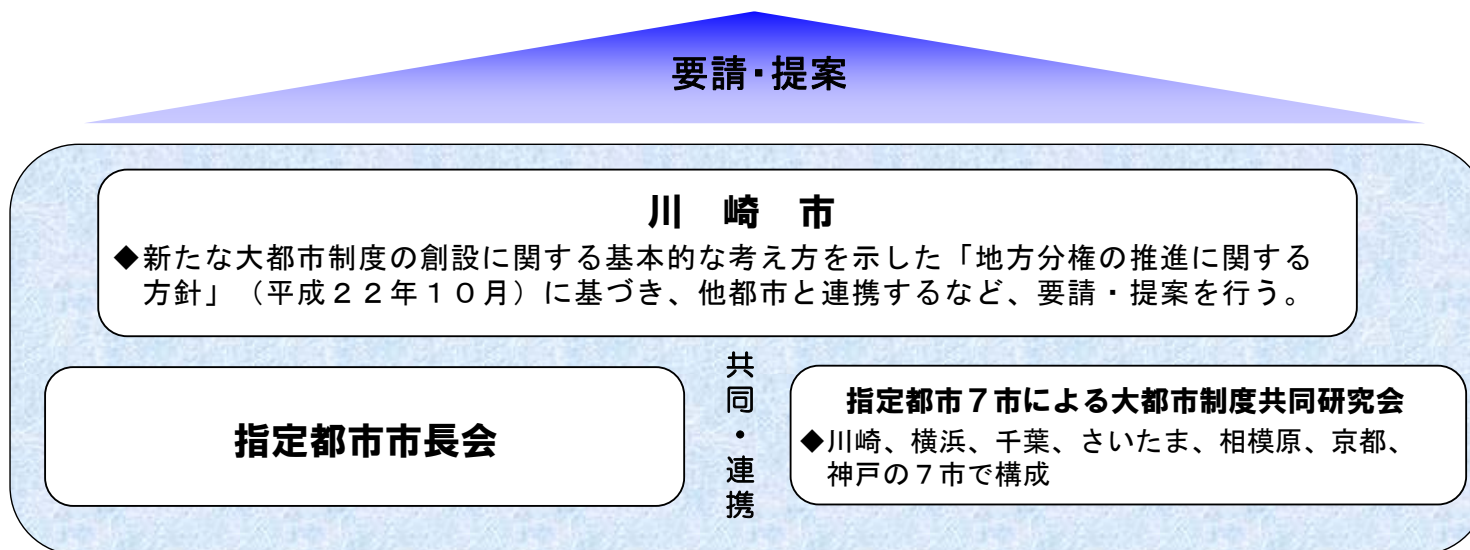 要請・提案
川 崎 市
◆新たな大都市制度の創設に関する基本的な考え方を示した「地方分権の推進に関する
方針」（平成２２年１０月）に基づき、他都市と連携するなど、要請・提案を行う。
共同・連携
指定都市市長会
指定都市７市による大都市制度共同研究会
◆川崎、横浜、千葉、さいたま、相模原、京都、
神戸の７市で構成